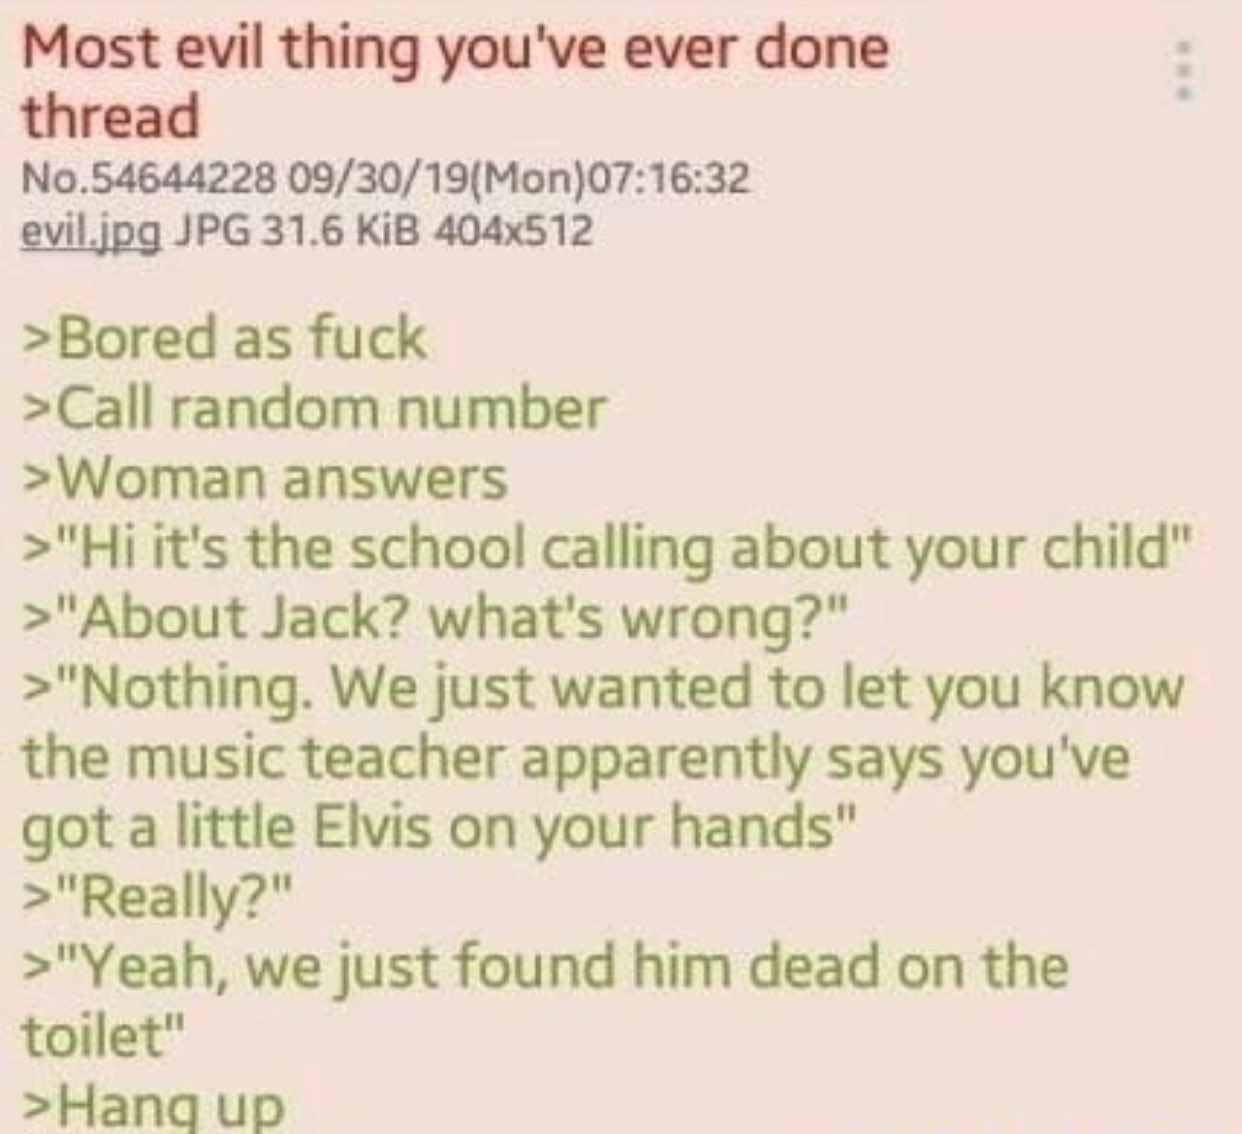 Most evil thing you've ever done
thread
No.54644228 09/30/19(Mon)07:16:32
evil.jpg JPG 31.6 KiB 404x512
>Bored as fuck
>Call random number
>Woman answers
>"Hi it's the school calling about your child"
>"About Jack? what's wrong?"
>"Nothing. We just wanted to let you know
the music teacher apparently says you've
got a little Elvis on your hands"
>"Really?"
>"Yeah, we just found him dead on the
toilet"
>Hang up